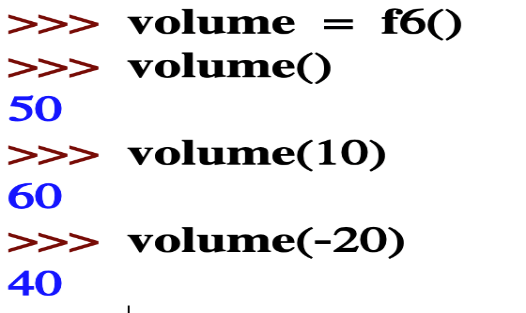 >>> volume = f6()
>>> volume()
50
>>> volume(10)
60
>>> volume(-20)
40